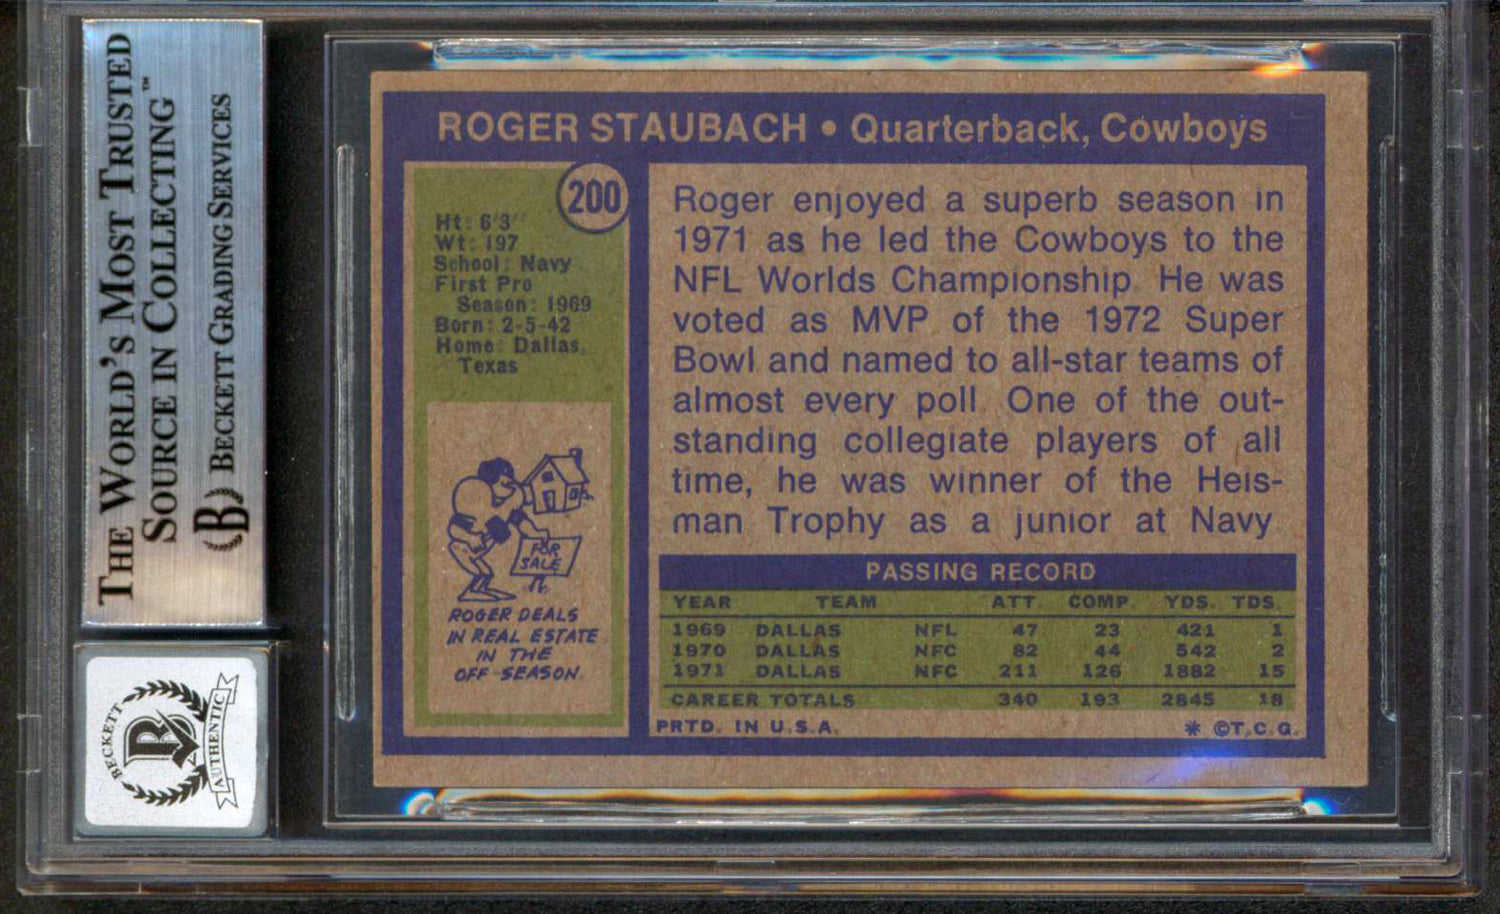 THE WORLD'S MOST TRUSTED
SOURCE IN COLLECTING™
BECKETT GRADING SERVICES
B
BECKETT
B
AUTHENTIC
ROGER STAUBACH • Quarterback, Cowboys
200
Ht: 6'3"
Wt: 197
School: Navy
First Pro
Season: 1969
Born: 2-5-42
Home: Dallas,
Texas
FOR
SALE
ROGER DEALS
IN REAL ESTATE
IN THE
OFF-SEASON.
Roger enjoyed a superb season in
1971 as he led the Cowboys to the
NFL Worlds Championship. He was
voted as MVP of the 1972 Super
Bowl and named to all-star teams of
almost every poll. One of the out-
standing collegiate players of all
time, he was winner of the Heis-
man Trophy as a junior at Navy.
PASSING RECORD
YEAR TEAM ATT. COMP. YDS. TDS.
1969 DALLAS NFL 47 23 421 1
1970 DALLAS NFC 82 44 542 2
1971 DALLAS NFC 211 126 1882 15
CAREER TOTALS 340 193 2845 18
PRTD. IN U.S.A. * ©T.C.G.